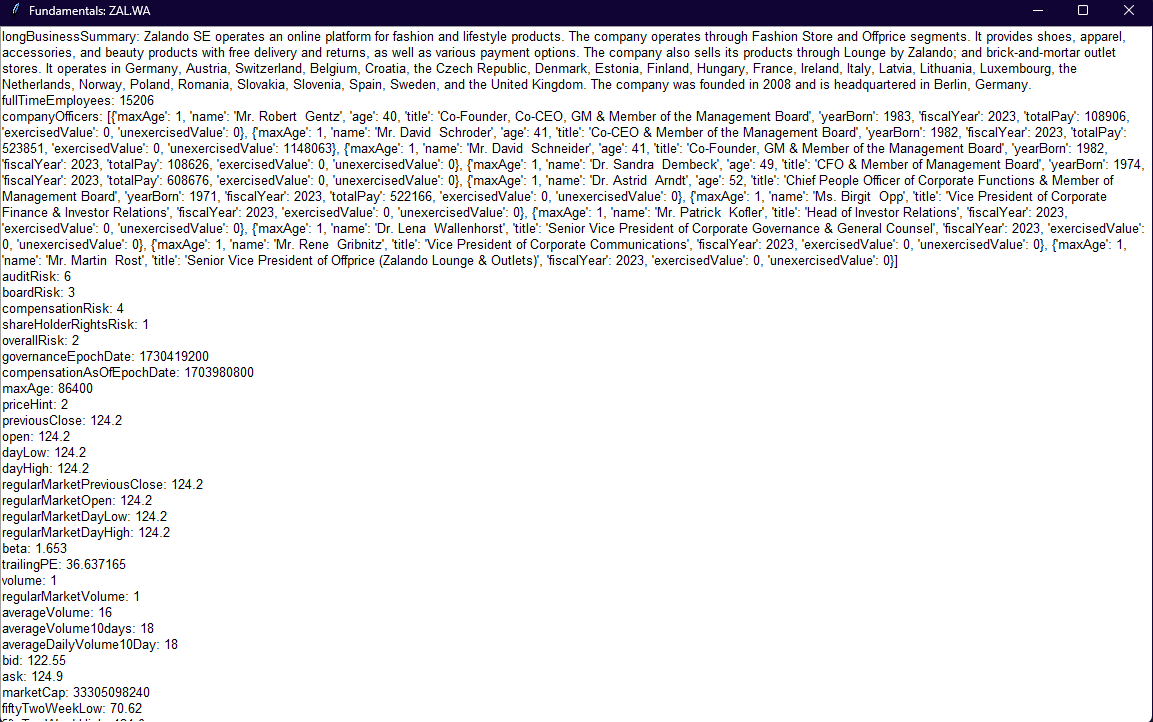 Fundamentals: ZAL.WA
longBusinessSummary: Zalando SE operates an online platform for fashion and lifestyle products. The company operates through Fashion Store and Offprice segments. It provides shoes, apparel,
accessories, and beauty products with free delivery and returns, as well as various payment options. The company also sells its products through Lounge by Zalando; and brick-and-mortar outlet
stores. It operates in Germany, Austria, Switzerland, Belgium, Croatia, the Czech Republic, Denmark, Estonia, Finland, Hungary, France, Ireland, Italy, Latvia, Lithuania, Luxembourg, the
Netherlands, Norway, Poland, Romania, Slovakia, Slovenia, Spain, Sweden, and the United Kingdom. The company was founded in 2008 and is headquartered in Berlin, Germany.
fullTimeEmployees: 15206
companyOfficers: [{'maxAge': 1, 'name': 'Mr. Robert  Gentz', 'age': 40, 'title': 'Co-Founder, Co-CEO, GM & Member of the Management Board', 'yearBorn': 1983, 'fiscalYear': 2023, 'totalPay': 108906,
'exercisedValue': 0, 'unexercisedValue': 0}, {'maxAge': 1, 'name': 'Mr. David  Schroder', 'age': 41, 'title': 'Co-CEO & Member of the Management Board', 'yearBorn': 1982, 'fiscalYear': 2023, 'totalPay':
523851, 'exercisedValue': 0, 'unexercisedValue': 1148063}, {'maxAge': 1, 'name': 'Mr. David  Schneider', 'age': 41, 'title': 'Co-Founder, GM & Member of the Management Board', 'yearBorn': 1982,
'fiscalYear': 2023, 'totalPay': 108626, 'exercisedValue': 0, 'unexercisedValue': 0}, {'maxAge': 1, 'name': 'Dr. Sandra  Dembeck', 'age': 49, 'title': 'CFO & Member of Management Board', 'yearBorn': 1974,
'fiscalYear': 2023, 'totalPay': 608676, 'exercisedValue': 0, 'unexercisedValue': 0}, {'maxAge': 1, 'name': 'Dr. Astrid  Arndt', 'age': 52, 'title': 'Chief People Officer of Corporate Functions & Member of
Management Board', 'yearBorn': 1971, 'fiscalYear': 2023, 'totalPay': 522166, 'exercisedValue': 0, 'unexercisedValue': 0}, {'maxAge': 1, 'name': 'Ms. Birgit  Opp', 'title': 'Vice President of Corporate
Finance & Investor Relations', 'fiscalYear': 2023, 'exercisedValue': 0, 'unexercisedValue': 0}, {'maxAge': 1, 'name': 'Mr. Patrick  Kofler', 'title': 'Head of Investor Relations', 'fiscalYear': 2023,
'exercisedValue': 0, 'unexercisedValue': 0}, {'maxAge': 1, 'name': 'Dr. Lena  Wallenhorst', 'title': 'Senior Vice President of Corporate Governance & General Counsel', 'fiscalYear': 2023, 'exercisedValue':
0, 'unexercisedValue': 0}, {'maxAge': 1, 'name': 'Mr. Rene  Gribnitz', 'title': 'Vice President of Corporate Communications', 'fiscalYear': 2023, 'exercisedValue': 0, 'unexercisedValue': 0}, {'maxAge': 1,
'name': 'Mr. Martin  Rost', 'title': 'Senior Vice President of Offprice (Zalando Lounge & Outlets)', 'fiscalYear': 2023, 'exercisedValue': 0, 'unexercisedValue': 0}]
auditRisk: 6
boardRisk: 3
compensationRisk: 4
shareHolderRightsRisk: 1
overallRisk: 2
governanceEpochDate: 1730419200
compensationAsOfEpochDate: 1703980800
maxAge: 86400
priceHint: 2
previousClose: 124.2
open: 124.2
dayLow: 124.2
dayHigh: 124.2
regularMarketPreviousClose: 124.2
regularMarketOpen: 124.2
regularMarketDayLow: 124.2
regularMarketDayHigh: 124.2
beta: 1.653
trailingPE: 36.637165
volume: 1
regularMarketVolume: 1
averageVolume: 16
averageVolume10days: 18
averageDailyVolume10Day: 18
bid: 122.55
ask: 124.9
marketCap: 33305098240
fiftyTwoWeekLow: 70.62